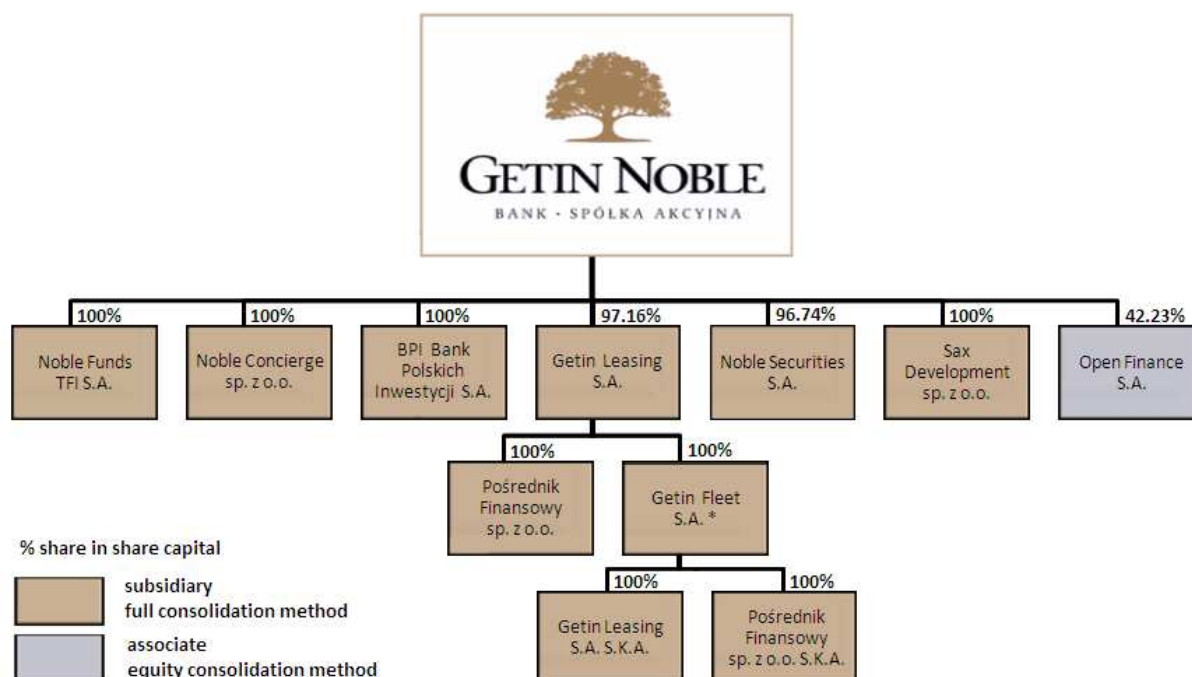 GETIN NOBLE
BANK • SPÓŁKA AKCYJNA
100%
100%
100%
97.16%
96.74%
100%
42.23%
Noble Funds
TFI S.A.
Noble Concierge
sp. z o.o.
BPI Bank
Polskich
Inwestycji S.A.
Getin Leasing
S.A.
Noble Securities
S.A.
Sax
Development
sp. z o.o.
Open Finance
S.A.
100%
100%
Pośrednik
Finansowy
sp. z o.o.
Getin Fleet
S.A. *
100%
100%
Getin Leasing
S.A. S.K.A.
Pośrednik
Finansowy
sp. z o.o. S.K.A.
% share in share capital
subsidiary
full consolidation method
associate
equity consolidation method